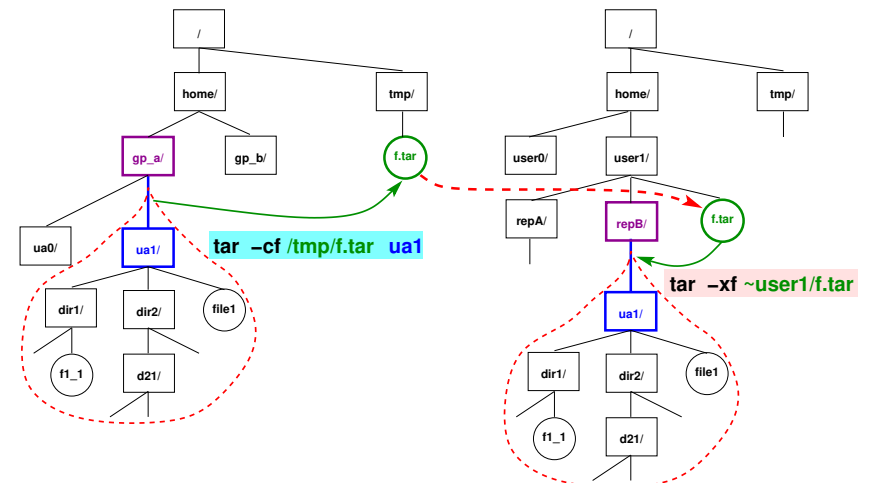 /
home/
tmp/
gp_a/
gp_b/
f.tar
ua0/
ua1/
tar –cf /tmp/f.tar ua1
dir1/
dir2/
file1
f1_1
d21/
/
home/
tmp/
user0/
user1/
repA/
repB/
f.tar
tar –xf ~user1/f.tar
ua1/
dir1/
dir2/
file1
f1_1
d21/